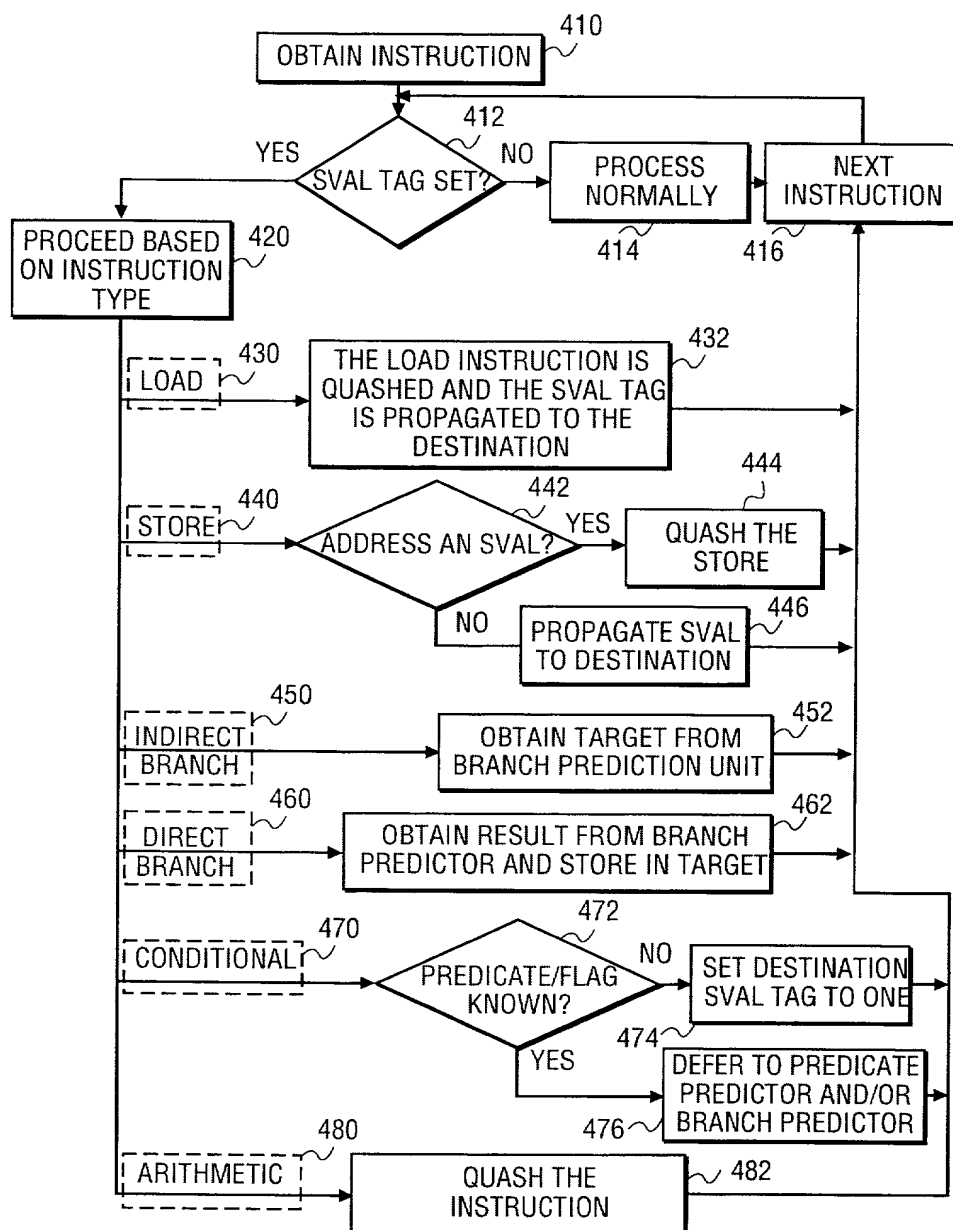 410
OBTAIN INSTRUCTION
412
YES
NO
SVAL TAG SET?
PROCESS
NORMALLY
414
NEXT
INSTRUCTION
416
420
PROCEED BASED
ON INSTRUCTION
TYPE
430
LOAD
432
THE LOAD INSTRUCTION IS
QUASHED AND THE SVAL TAG
IS PROPAGATED TO THE
DESTINATION
440
STORE
442
ADDRESS AN SVAL?
YES
444
QUASH THE
STORE
NO
446
PROPAGATE SVAL
TO DESTINATION
450
INDIRECT
BRANCH
452
OBTAIN TARGET FROM
BRANCH PREDICTION UNIT
460
DIRECT
BRANCH
462
OBTAIN RESULT FROM BRANCH
PREDICTOR AND STORE IN TARGET
470
CONDITIONAL
472
PREDICATE/FLAG
KNOWN?
NO
SET DESTINATION
SVAL TAG TO ONE
474
YES
DEFER TO PREDICATE
PREDICTOR AND/OR
BRANCH PREDICTOR
476
480
ARITHMETIC
QUASH THE
INSTRUCTION
482